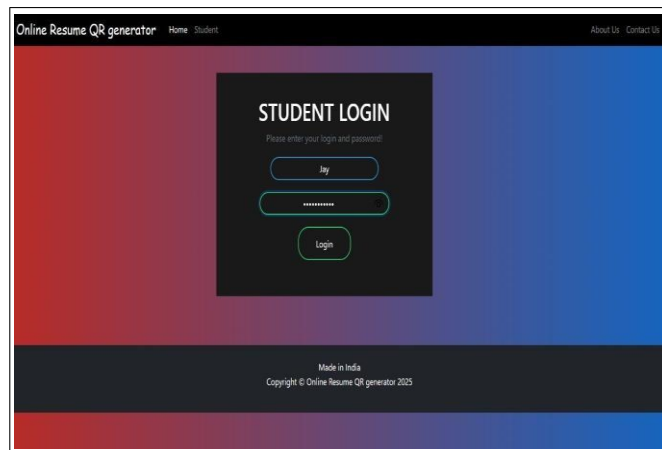 Online Resume QR generator Home Student About Us Contact Us
STUDENT LOGIN
Please enter your login and password!
Jay
•••••••••••
Login
Made in India
Copyright © Online Resume QR generator 2025